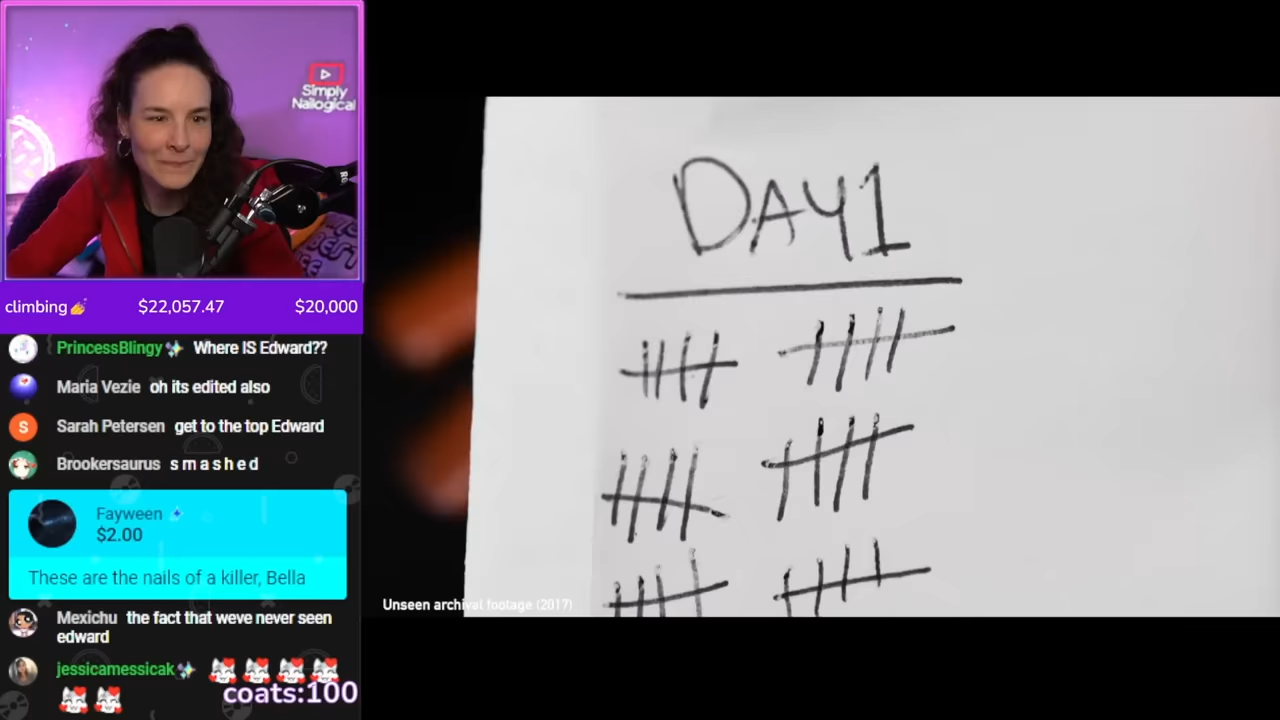 Simply
Nailogical
climbing💅 $22,057.47 $20,000
PrincessBlingy Where IS Edward??
Maria Vezie oh its edited also
Sarah Petersen get to the top Edward
Brookersaurus s m a s h e d
Fayween
$2.00
These are the nails of a killer, Bella
Mexichu the fact that weve never seen
edward
jessicamessicak
coats:100
DAY 1
Unseen archival footage (2017)